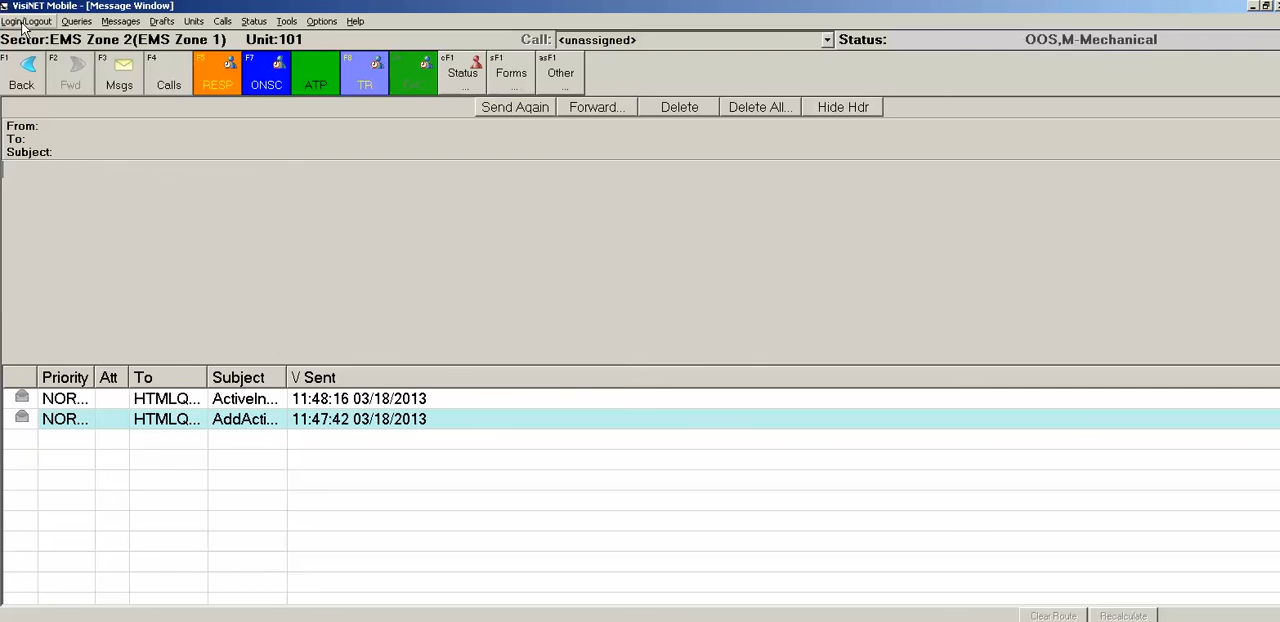 VisiNET Mobile - [Message Window]
Login/Logout Queries Messages Drafts Units Calls Status Tools Options Help
Sector:EMS Zone 2(EMS Zone 1) Unit:101 Call: <unassigned> Status: OOS,M-Mechanical
F1 F2 F3 F4 F5 F7 F8 cF1 sF1 asF1
Back Fwd Msgs Calls RESP ONSC ATP TR Status ... Forms ... Other ...
Send Again Forward... Delete Delete All... Hide Hdr
From:
To:
Subject:
Priority Att To Subject \/ Sent
NOR... HTMLQ... ActiveIn... 11:48:16 03/18/2013
NOR... HTMLQ... AddActi... 11:47:42 03/18/2013
Clear Route Recalculate